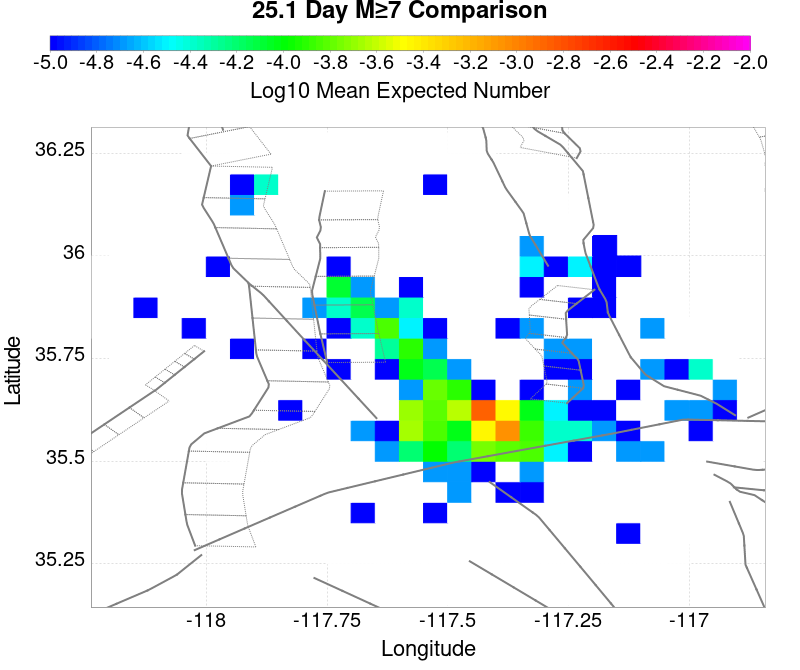 25.1 Day M≥7 Comparison
-5.0 -4.8 -4.6 -4.4 -4.2 -4.0 -3.8 -3.6 -3.4 -3.2 -3.0 -2.8 -2.6 -2.4 -2.2 -2.0
Log10 Mean Expected Number
36.25
36
35.75
35.5
35.25
Latitude
-118 -117.75 -117.5 -117.25 -117
Longitude